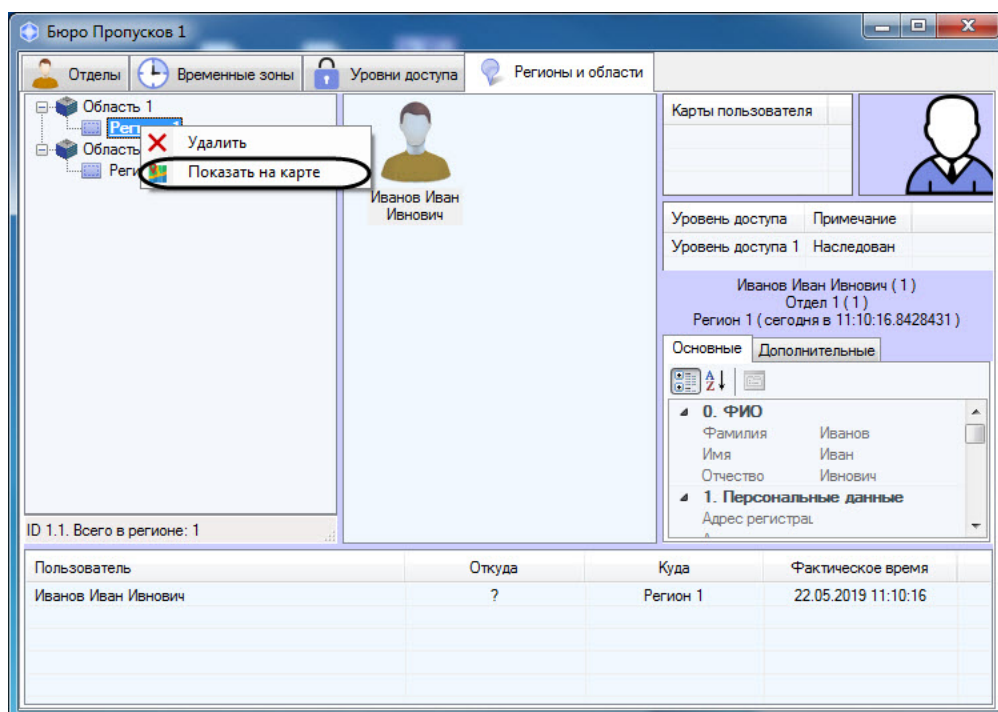 Бюро Пропусков 1
Отделы
Временные зоны
Уровни доступа
Регионы и области
Область 1
Область
Удалить
Показать на карте
ID 1.1. Всего в регионе: 1
Иванов Иван
Ивнович
Карты пользователя
Уровень доступа Примечание
Уровень доступа 1 Наследован
Иванов Иван Ивнович ( 1 )
Отдел 1 ( 1 )
Регион 1 ( сегодня в 11:10:16.8428431 )
Основные Дополнительные
0. ФИО
Фамилия Иванов
Имя Иван
Отчество Ивнович
1. Персональные данные
Адрес регистрац
Пользователь Откуда Куда Фактическое время
Иванов Иван Ивнович ? Регион 1 22.05.2019 11:10:16